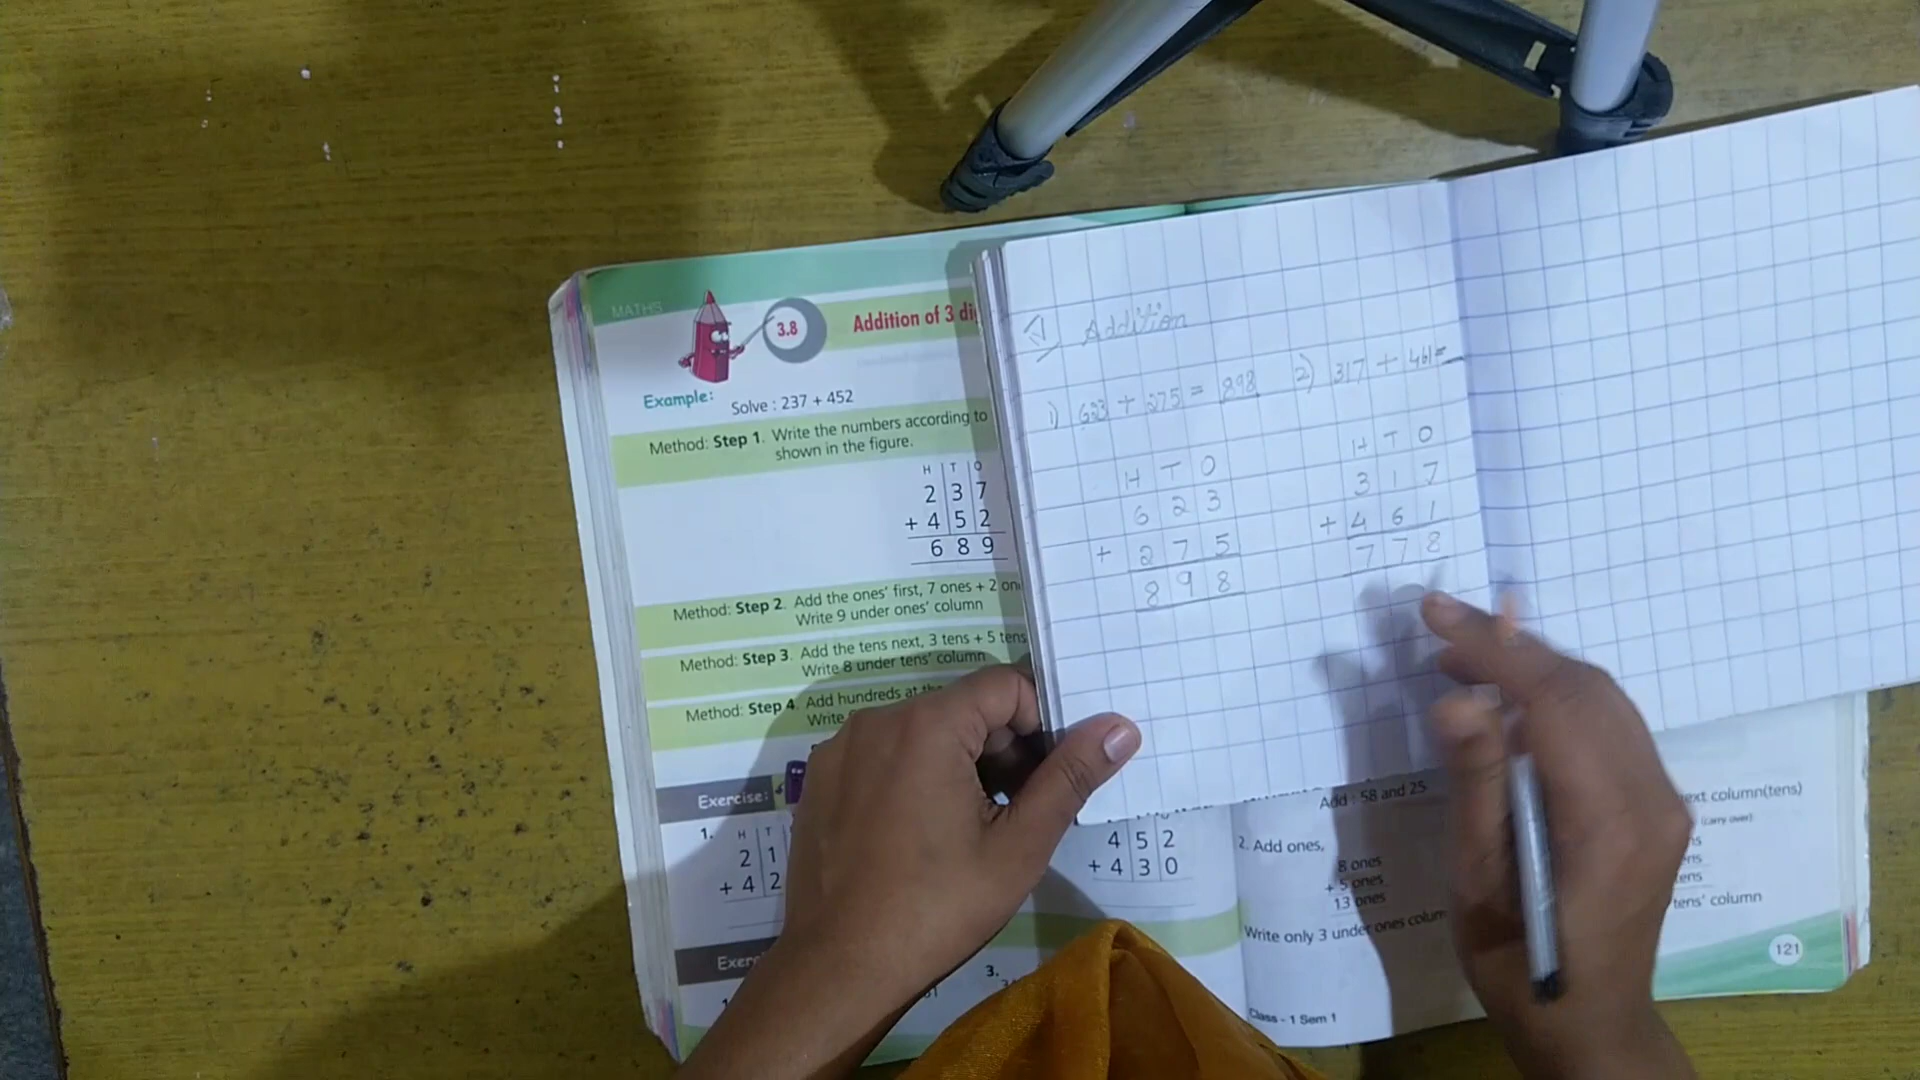 MATHS
3.8
Addition of 3
Example:
Solve : 237 + 452
Method: Step 1. Write the numbers according to
shown in the figure.
H T O
2 3 7
+ 4 5 2
6 8 9
Method: Step 2. Add the ones' first, 7 ones + 2
Write 9 under ones' column
Method: Step 3. Add the tens next, 3 tens + 5 tens
Write 8 under tens' column
Method: Step 4. Add hundreds at
Write
Exercise:
1.
H T
2 1
+ 4 2
4 5 2
+ 4 3 0
3.
Addition
1) 623 + 275 = 898
H T O
6 2 3
+ 2 7 5
8 9 8
2) 317 + 461=
H T O
3 1 7
+ 4 6 1
7 7 8
Add : 58 and 25
2. Add ones,
8 ones
+ 5 ones
13 ones
Write only 3 under ones
next column(tens)
(carry over)
tens' column
Class - 1 Sem 1
121